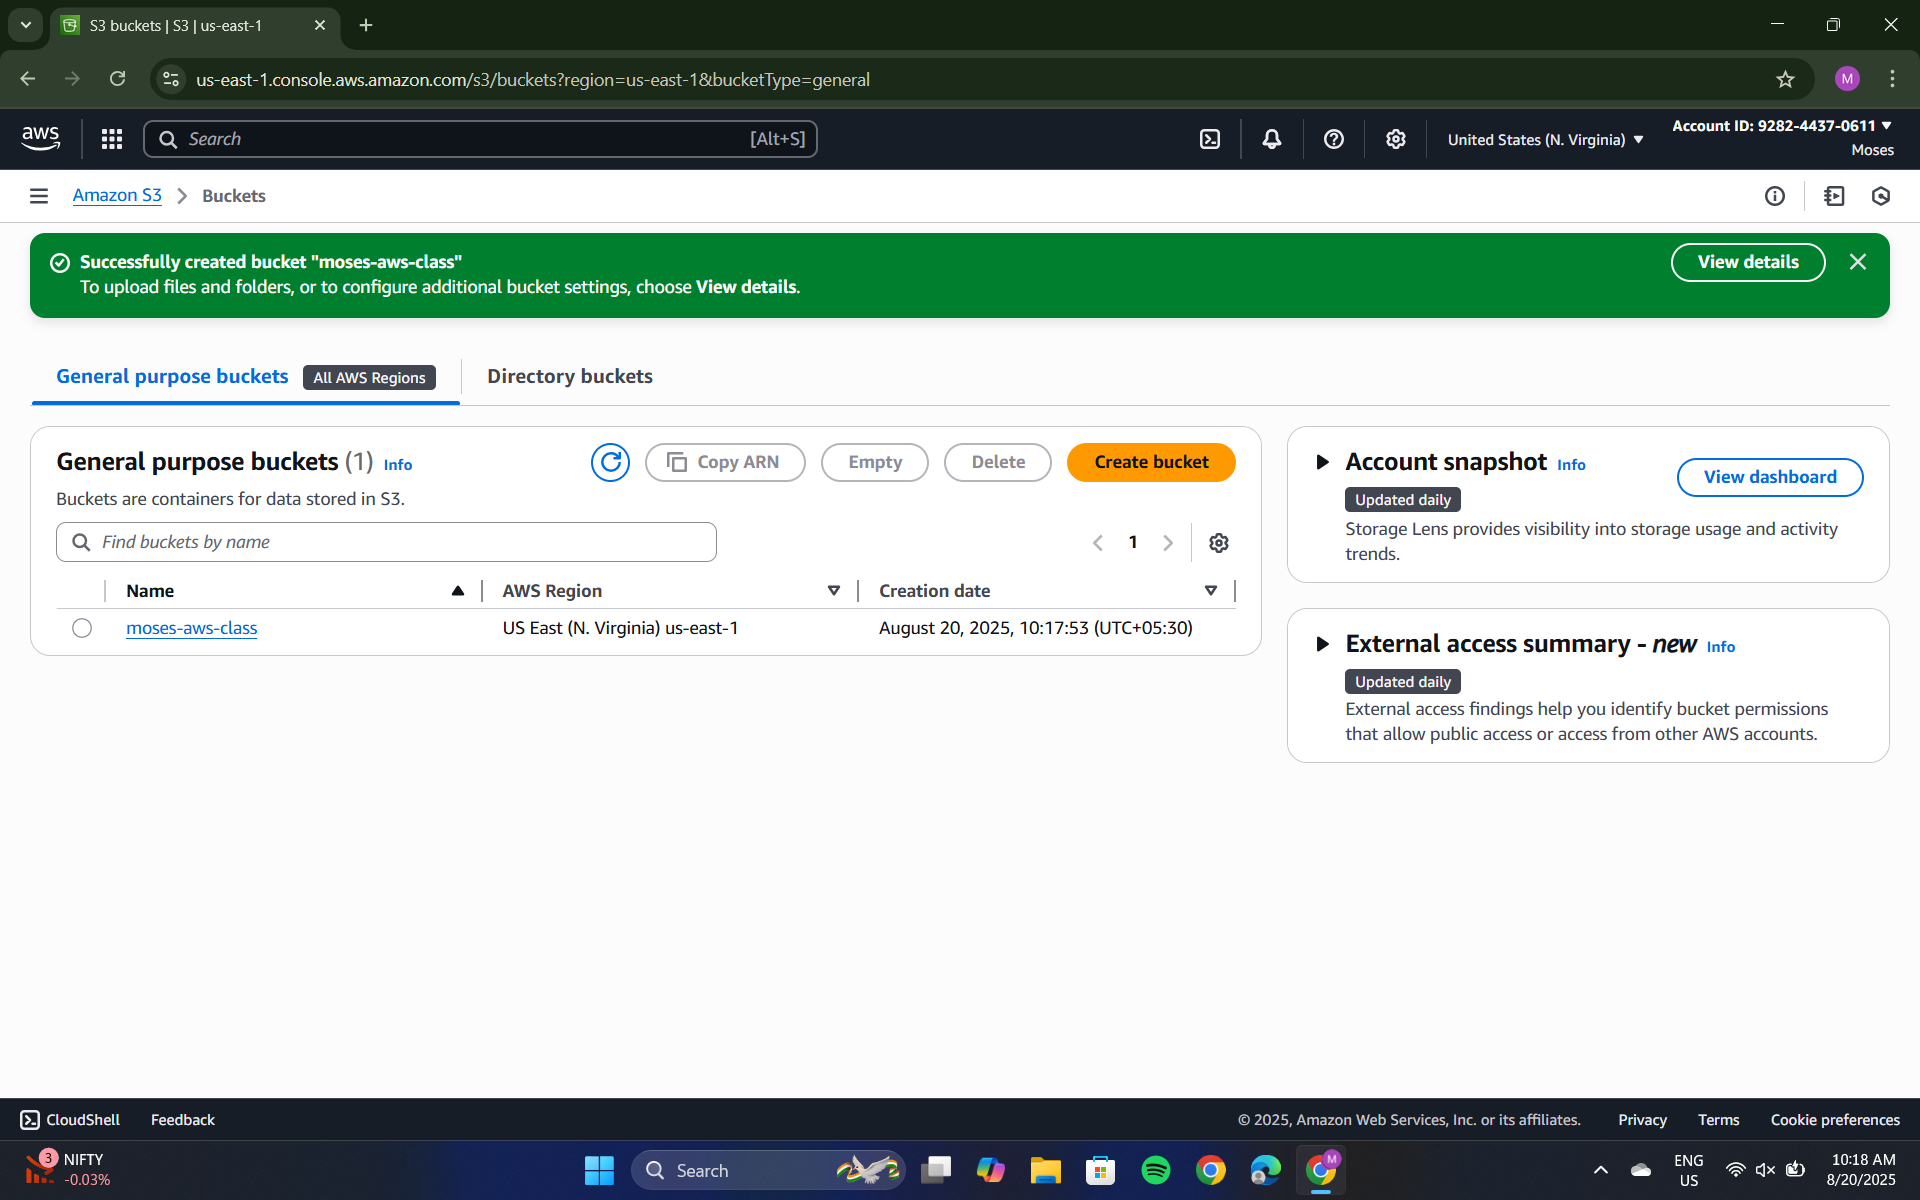 S3 buckets | S3 | us-east-1
us-east-1.console.aws.amazon.com/s3/buckets?region=us-east-1&bucketType=general
M
aws
Search
[Alt+S]
United States (N. Virginia)
Account ID: 9282-4437-0611
Moses
Amazon S3
Buckets
Successfully created bucket "moses-aws-class"
To upload files and folders, or to configure additional bucket settings, choose View details.
View details
General purpose buckets
All AWS Regions
Directory buckets
General purpose buckets (1) Info
Copy ARN
Empty
Delete
Create bucket
Buckets are containers for data stored in S3.
Find buckets by name
1
Name
AWS Region
Creation date
moses-aws-class
US East (N. Virginia) us-east-1
August 20, 2025, 10:17:53 (UTC+05:30)
Account snapshot Info
View dashboard
Updated daily
Storage Lens provides visibility into storage usage and activity
trends.
External access summary - new Info
Updated daily
External access findings help you identify bucket permissions
that allow public access or access from other AWS accounts.
CloudShell
Feedback
© 2025, Amazon Web Services, Inc. or its affiliates.
Privacy
Terms
Cookie preferences
3
NIFTY
-0.03%
Search
M
ENG
US
10:18 AM
8/20/2025